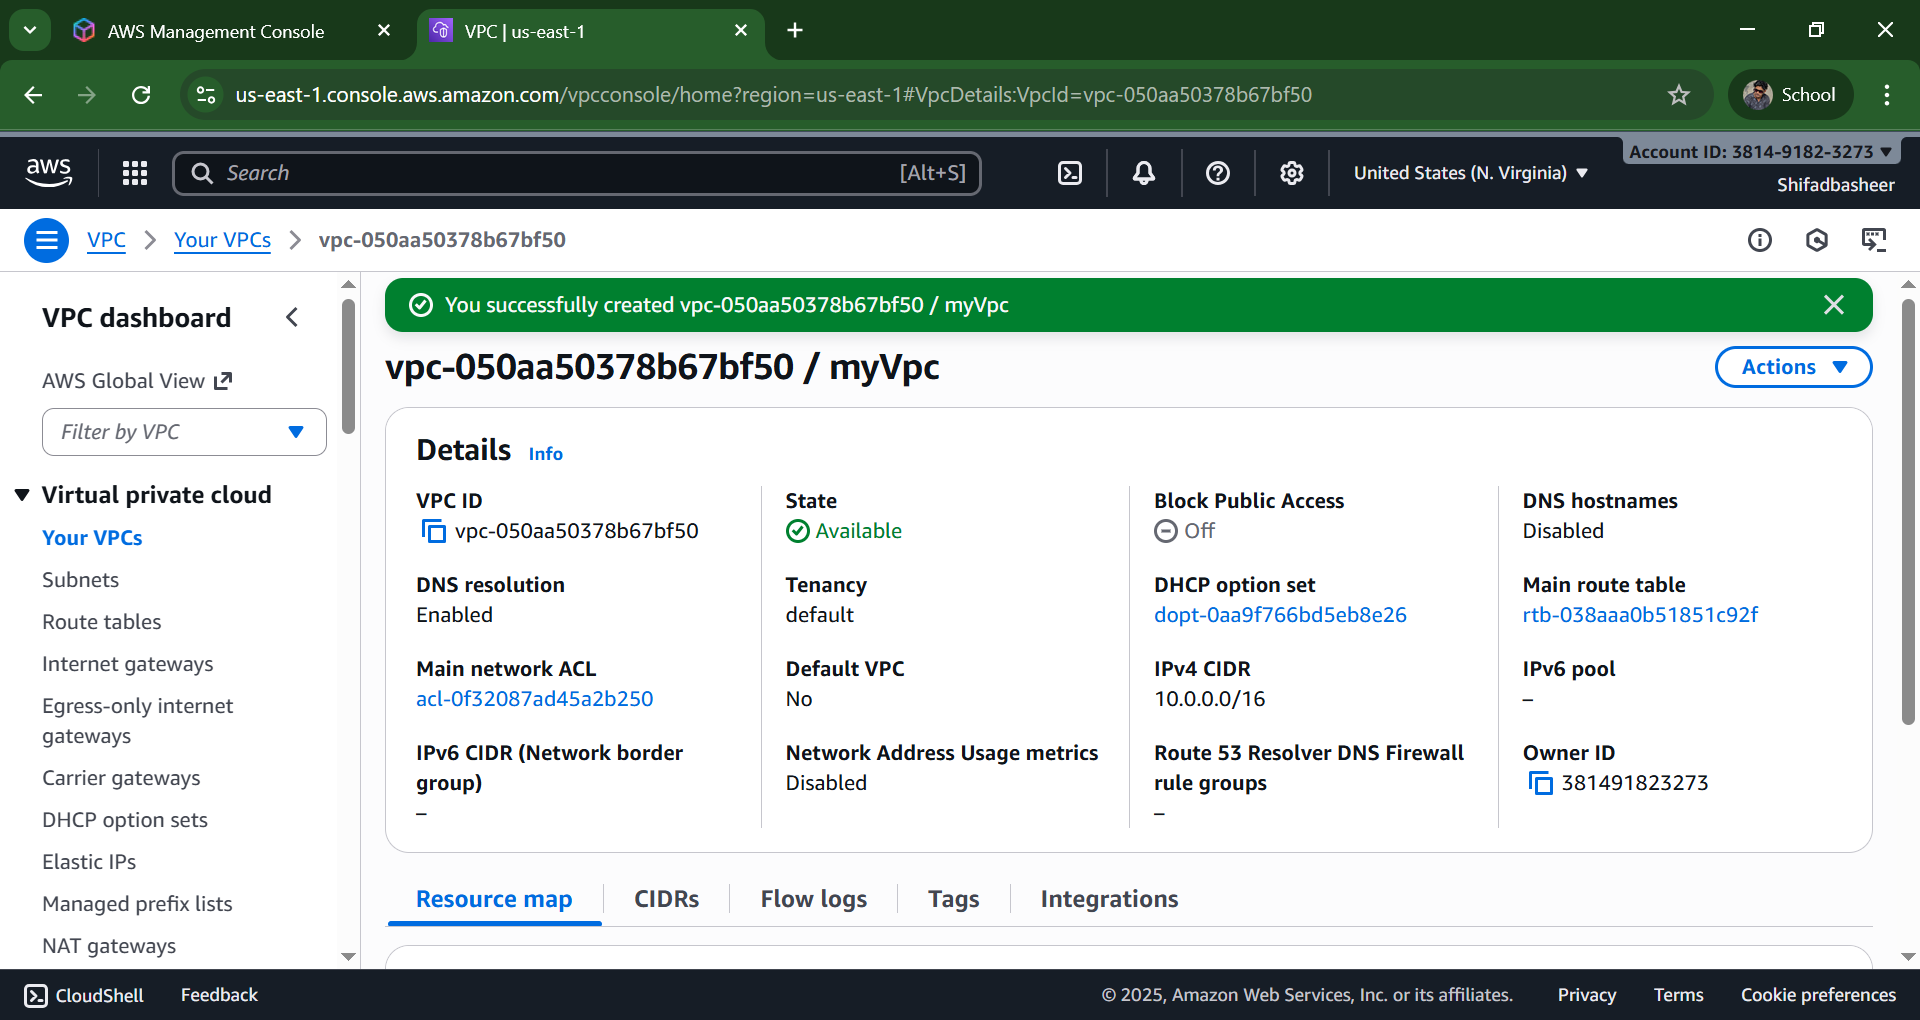 AWS Management Console
VPC | us-east-1
us-east-1.console.aws.amazon.com/vpcconsole/home?region=us-east-1#VpcDetails:VpcId=vpc-050aa50378b67bf50
School
aws
Search
[Alt+S]
United States (N. Virginia)
Account ID: 3814-9182-3273
Shifadbasheer
VPC
Your VPCs
vpc-050aa50378b67bf50
VPC dashboard
AWS Global View
Filter by VPC
Virtual private cloud
Your VPCs
Subnets
Route tables
Internet gateways
Egress-only internet
gateways
Carrier gateways
DHCP option sets
Elastic IPs
Managed prefix lists
NAT gateways
You successfully created vpc-050aa50378b67bf50 / myVpc
vpc-050aa50378b67bf50 / myVpc
Actions
Details Info
VPC ID
vpc-050aa50378b67bf50
State
Available
Block Public Access
Off
DNS hostnames
Disabled
DNS resolution
Enabled
Tenancy
default
DHCP option set
dopt-0aa9f766bd5eb8e26
Main route table
rtb-038aaa0b51851c92f
Main network ACL
acl-0f32087ad45a2b250
Default VPC
No
IPv4 CIDR
10.0.0.0/16
IPv6 pool
–
IPv6 CIDR (Network border
group)
–
Network Address Usage metrics
Disabled
Route 53 Resolver DNS Firewall
rule groups
–
Owner ID
381491823273
Resource map
CIDRs
Flow logs
Tags
Integrations
CloudShell
Feedback
© 2025, Amazon Web Services, Inc. or its affiliates.
Privacy
Terms
Cookie preferences